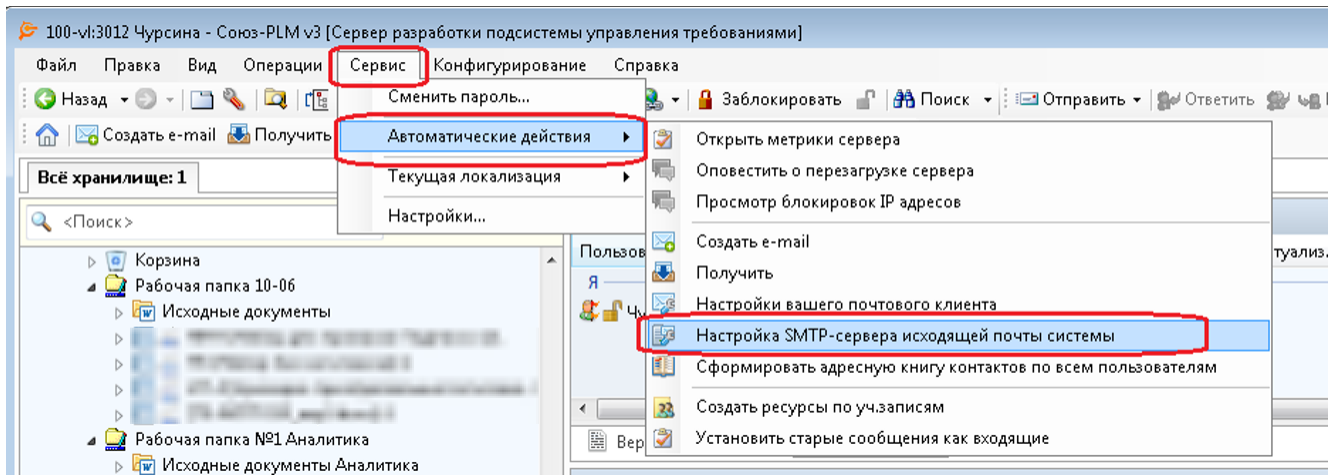 100-vl:3012 Чурсина - Союз-PLM v3 [Сервер разработки подсистемы управления требованиями]
Файл Правка Вид Операции Сервис Конфигурирование Справка
Назад Заблокировать Поиск Отправить Ответить
Создать e-mail Получить
Всё хранилище: 1
<Поиск>
Корзина
Рабочая папка 10-06
Исходные документы
Рабочая папка №1 Аналитика
Исходные документы Аналитика
Сменить пароль...
Автоматические действия
Текущая локализация
Настройки...
Открыть метрики сервера
Оповестить о перезагрузке сервера
Просмотр блокировок IP адресов
Создать e-mail
Получить
Настройки вашего почтового клиента
Настройка SMTP-сервера исходящей почты системы
Сформировать адресную книгу контактов по всем пользователям
Создать ресурсы по уч.записям
Установить старые сообщения как входящие
Пользов
туализ.
Я
Чу
Вер